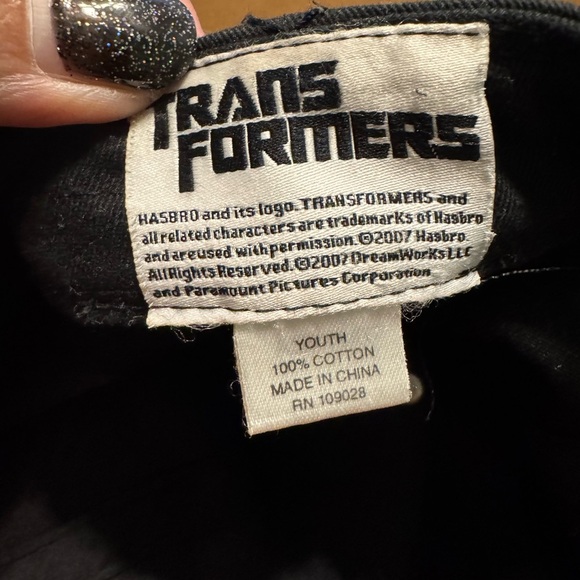 TRANS
FORMERS
HASBRO and its logo. TRANSFORMERS and
all related characters are trademarks of Hasbro
and are used with permission. ©2007 Hasbro
All Rights Reserved. ©2007 DreamWorks LLC
and Paramount Pictures Corporation
YOUTH
100% COTTON
MADE IN CHINA
RN 109028